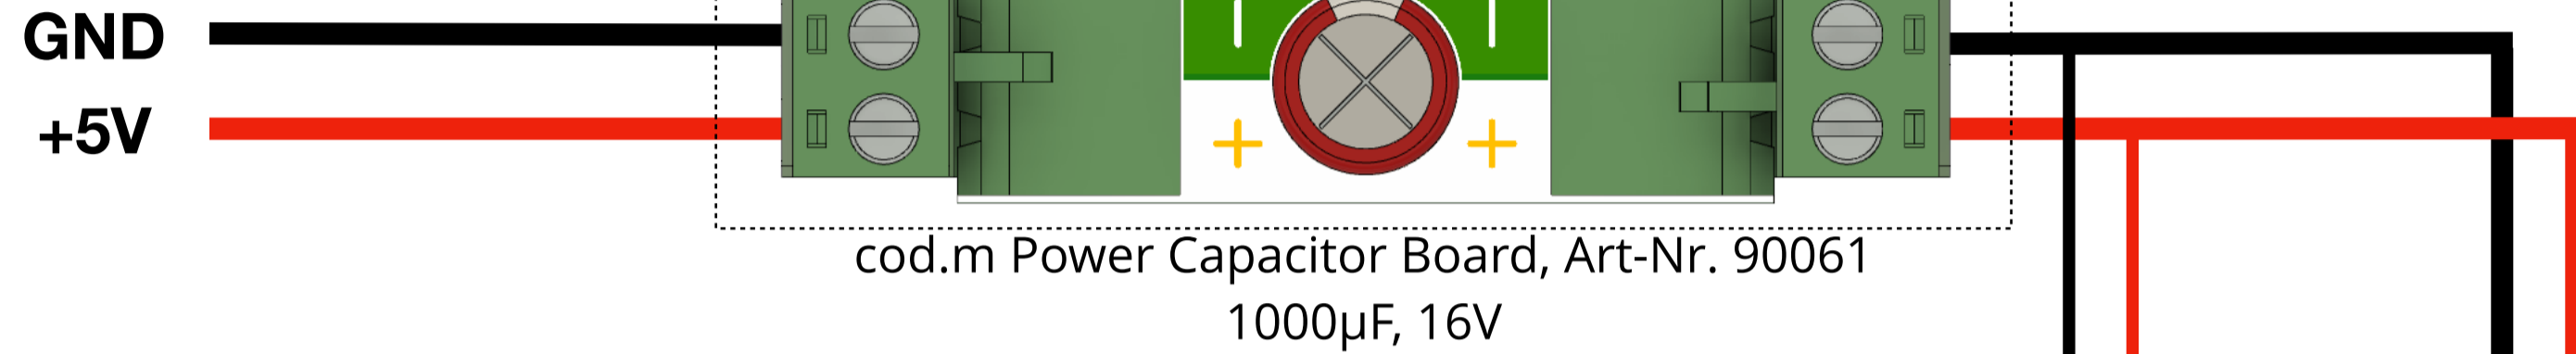 GND
+5V
cod.m Power Capacitor Board, Art-Nr. 90061
1000µF, 16V